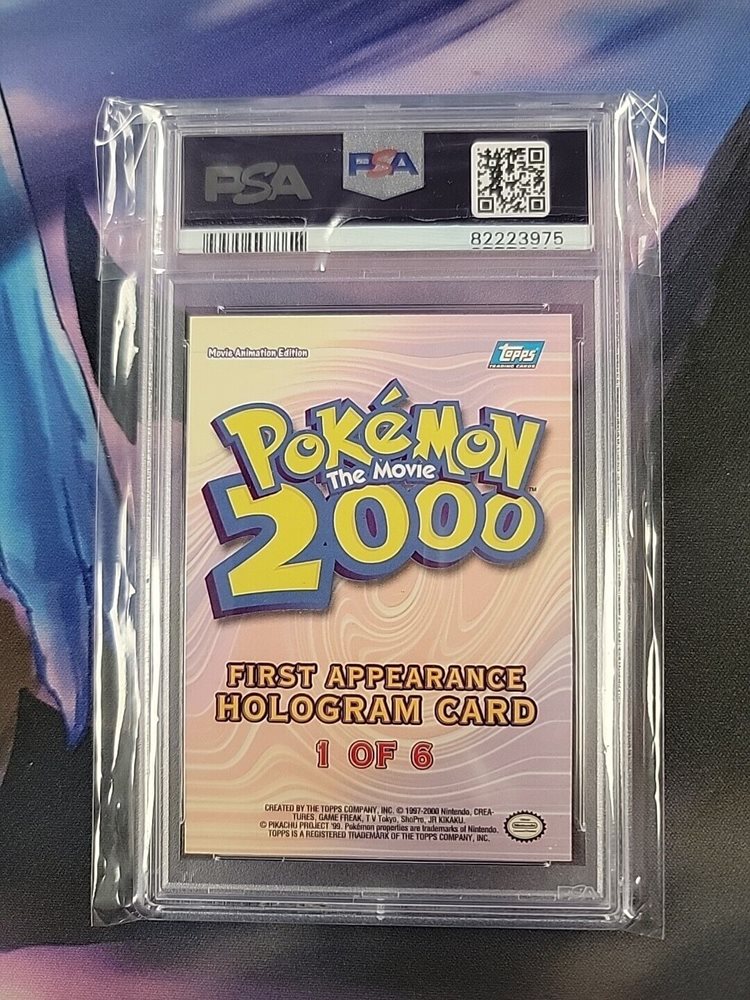 PSA
PSA
82223975
Movie Animation Edition
Topps
TRADING CARDS
POKéMON
The Movie
2000
TM
FIRST APPEARANCE
HOLOGRAM CARD
1 OF 6
CREATED BY THE TOPPS COMPANY, INC. © 1997-2000 Nintendo, CREA-
TURES, GAME FREAK, T V Tokyo, ShoPro, JR KIKAKU.
© PIKACHU PROJECT '99. Pokémon properties are trademarks of Nintendo.
TOPPS IS A REGISTERED TRADEMARK OF THE TOPPS COMPANY, INC.
PSA